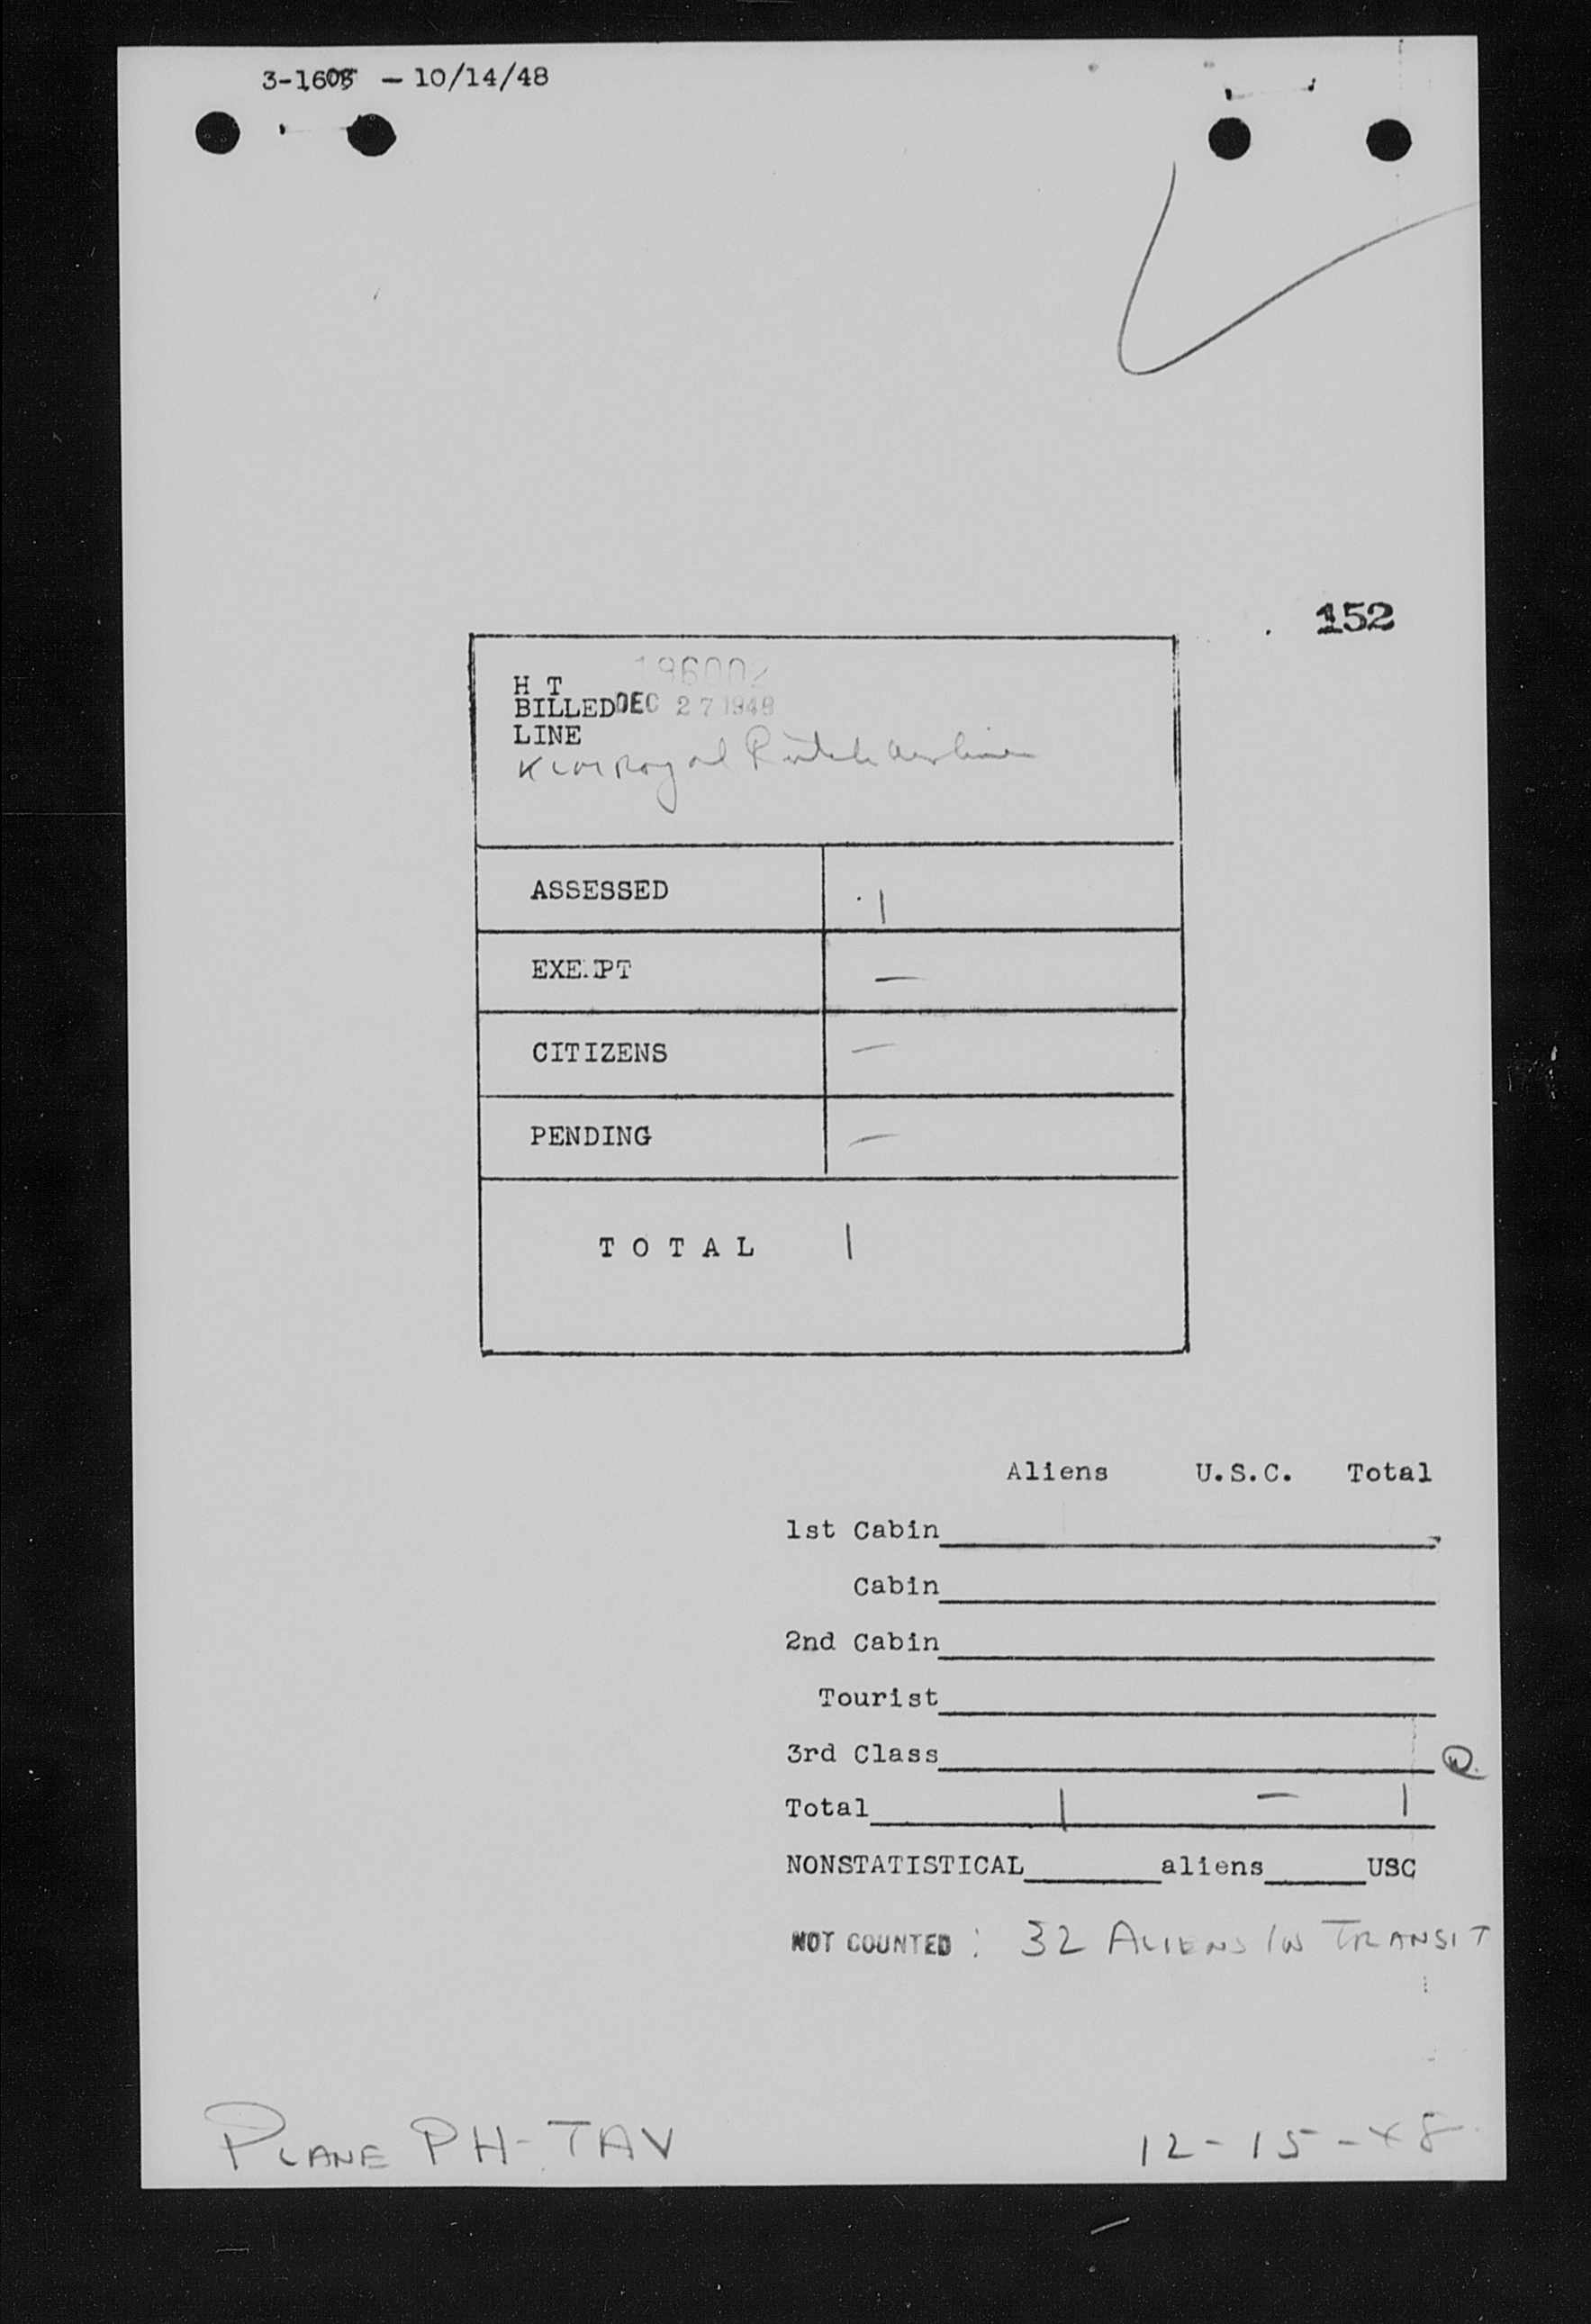 3-1608 — 10/14/48
152
H T
BILLED DEC 27 1948
LINE
KLM Royal Dutch Airlines
ASSESSED 1
EXEMPT —
CITIZENS —
PENDING —
TOTAL 1
Aliens U.S.C. Total
1st Cabin
Cabin
2nd Cabin
Tourist
3rd Class
Total 1 — 1
NONSTATISTICAL aliens USC
NOT COUNTED : 32 ALIENS IN TRANSIT
PLANE PH-TAV 12-15-48